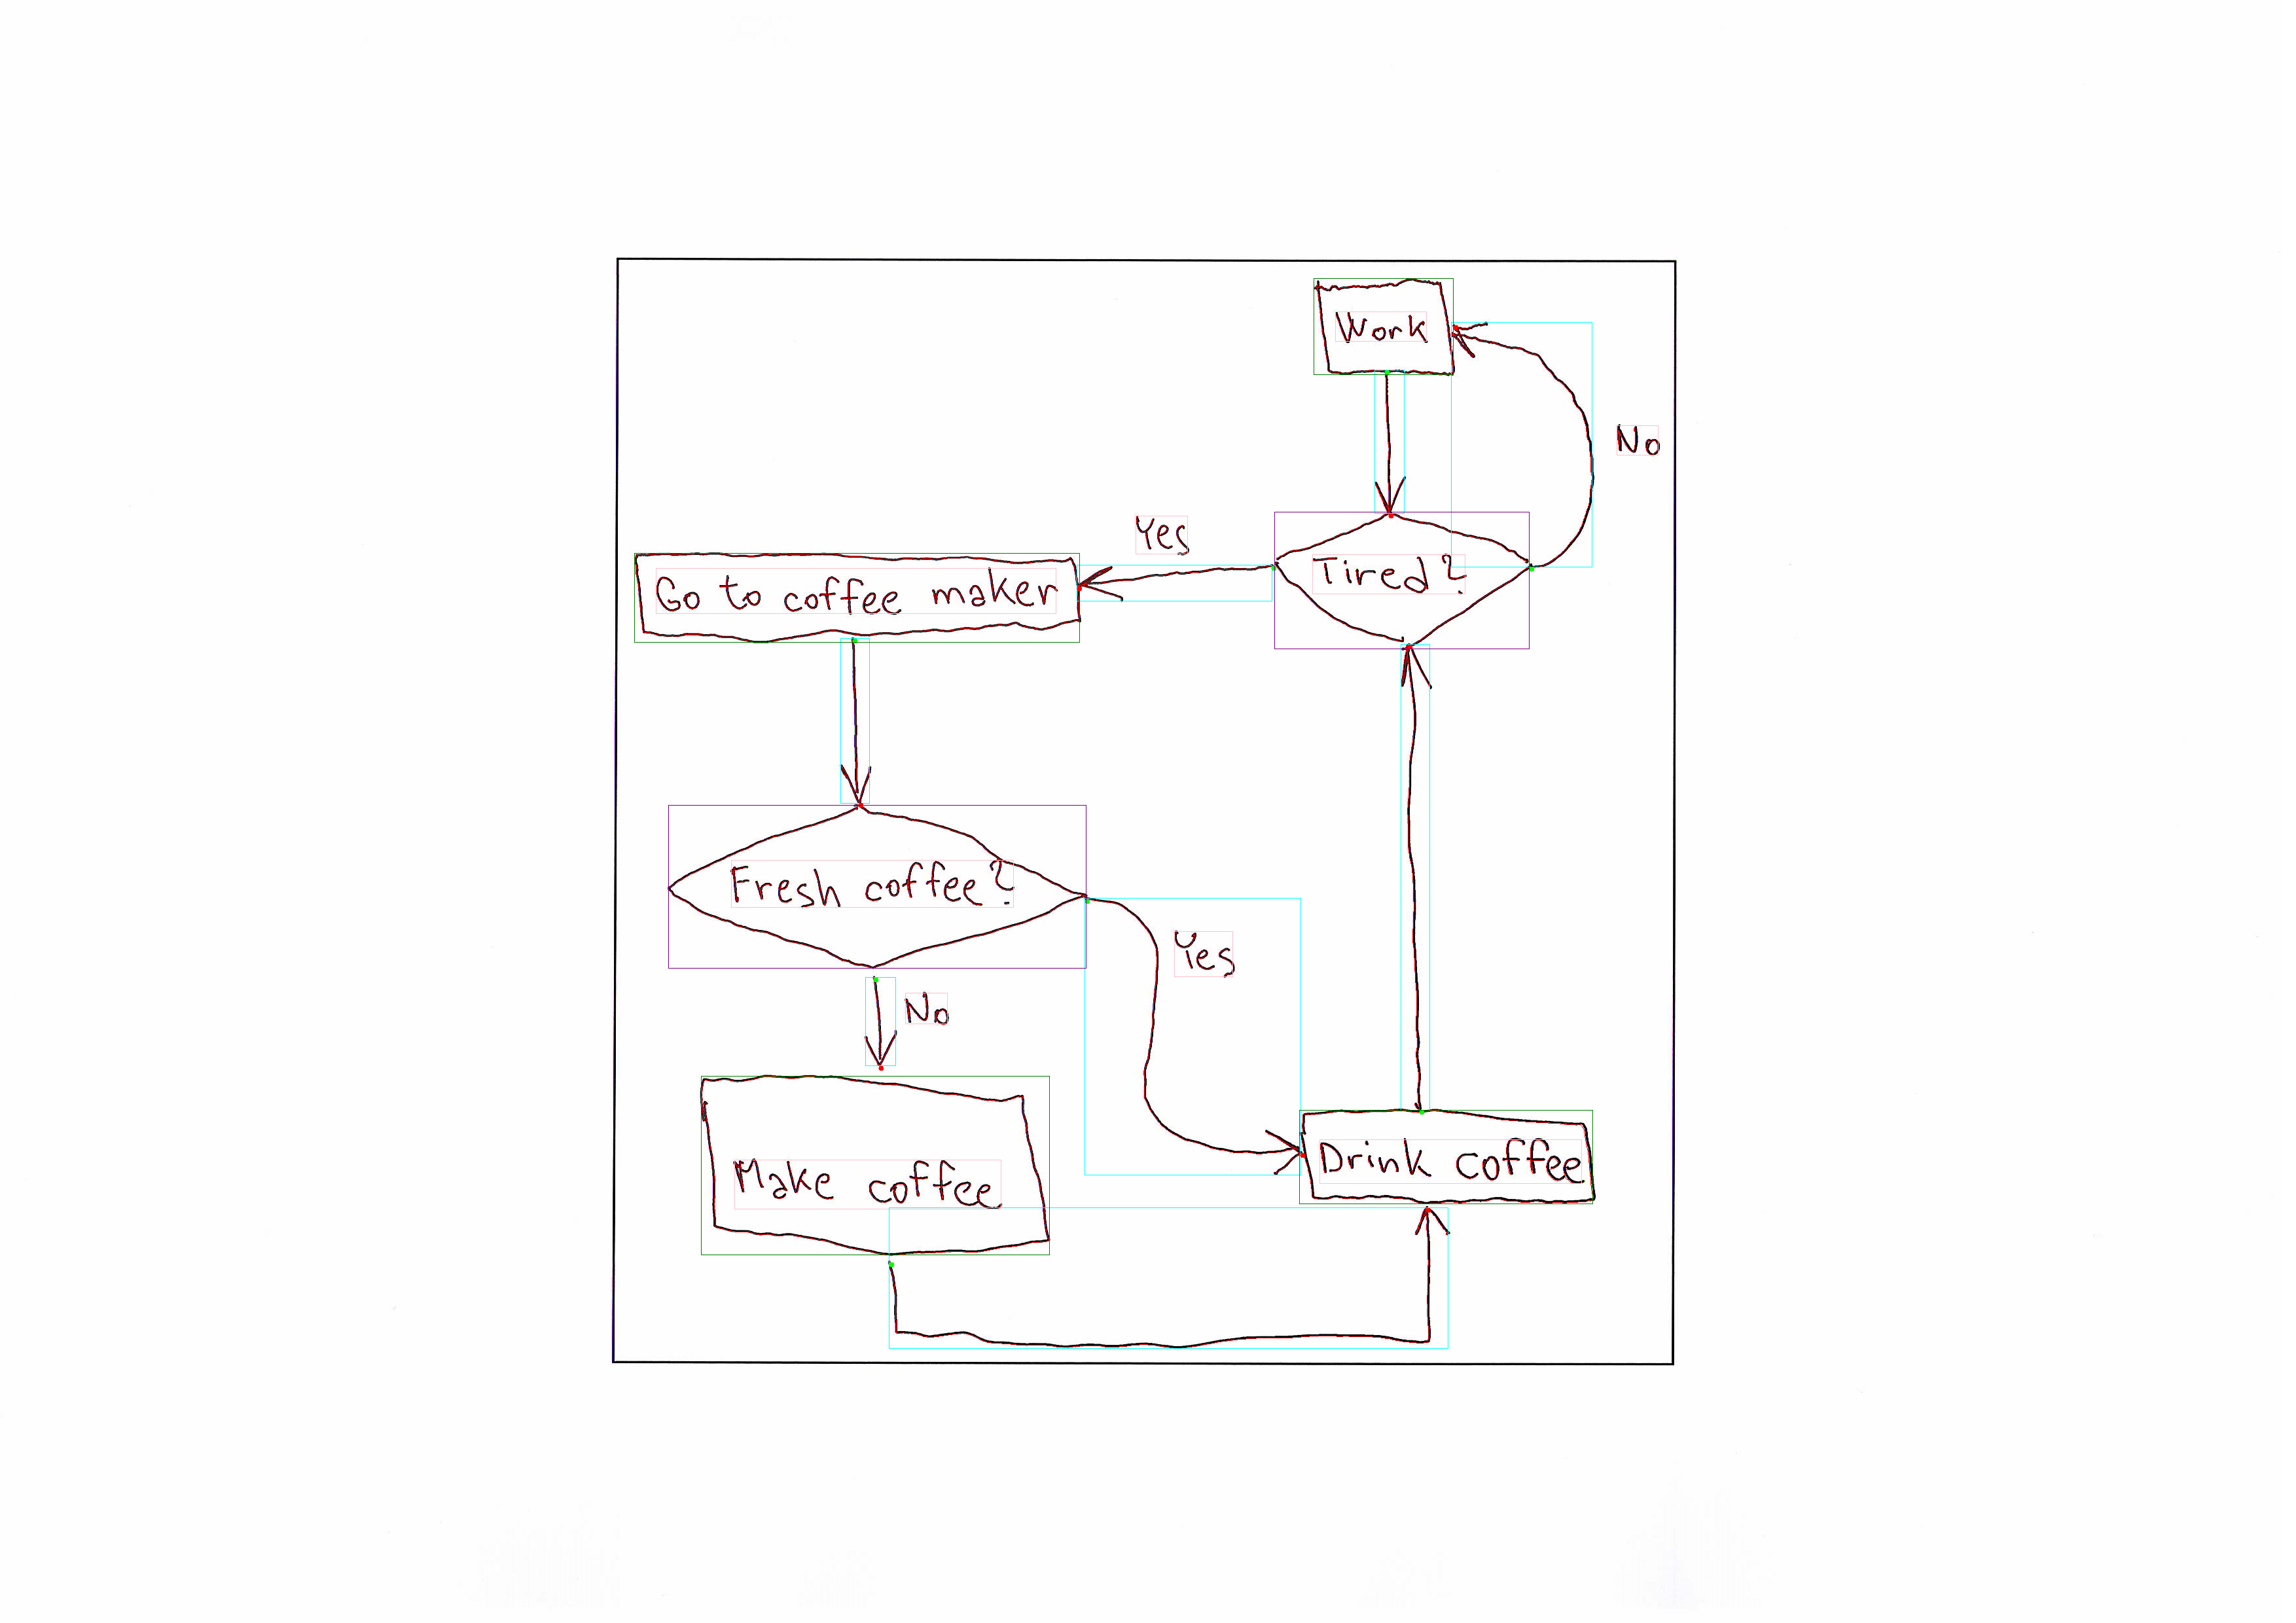 Work
No
Yes
Tired?
Go to coffee maker
Fresh coffee?
Yes
No
Make coffee
Drink coffee